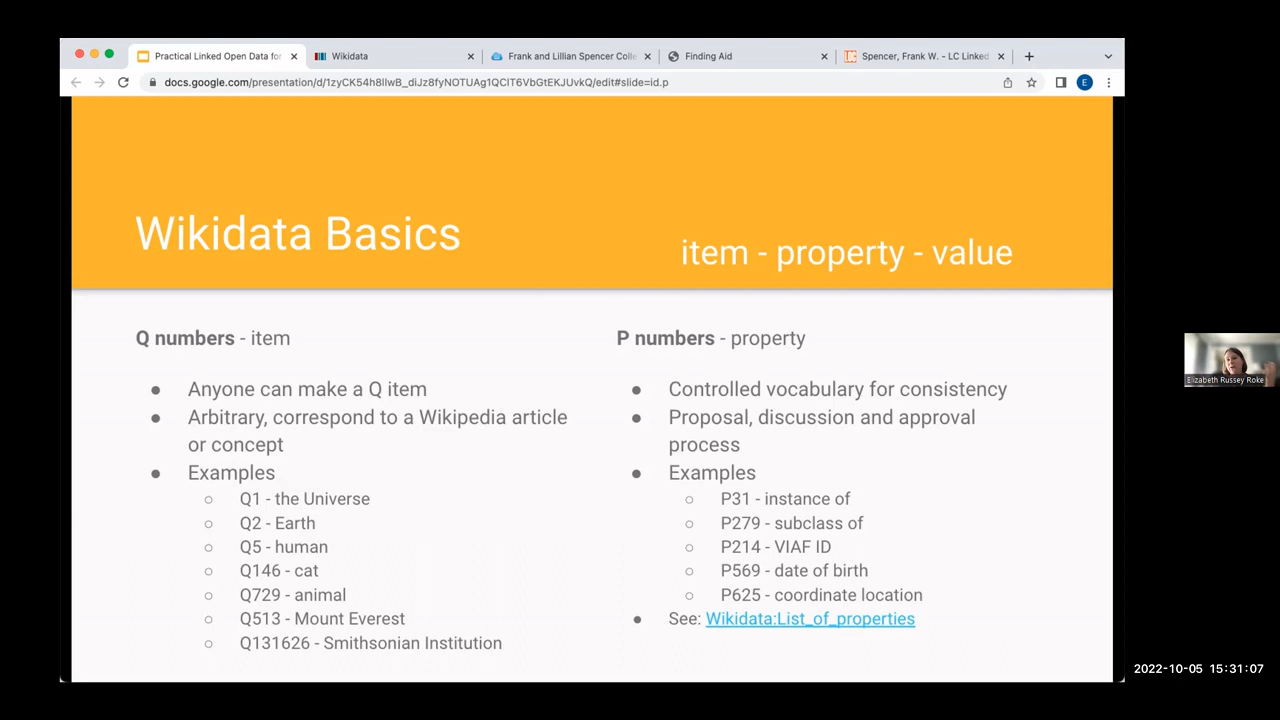 Practical Linked Open Data for
Wikidata
Frank and Lillian Spencer Colle
Finding Aid
Spencer, Frank W. - LC Linked
docs.google.com/presentation/d/1zyCK54h8IlwB_diJz8fyNOTUAg1QCIT6VbGtEKJUvkQ/edit#slide=id.p
E
Wikidata Basics
item - property - value
Q numbers - item
● Anyone can make a Q item
● Arbitrary, correspond to a Wikipedia article
or concept
● Examples
○ Q1 - the Universe
○ Q2 - Earth
○ Q5 - human
○ Q146 - cat
○ Q729 - animal
○ Q513 - Mount Everest
○ Q131626 - Smithsonian Institution
P numbers - property
● Controlled vocabulary for consistency
● Proposal, discussion and approval
process
● Examples
○ P31 - instance of
○ P279 - subclass of
○ P214 - VIAF ID
○ P569 - date of birth
○ P625 - coordinate location
● See: Wikidata:List_of_properties
Elizabeth Russey Roke
2022-10-05 15:31:07